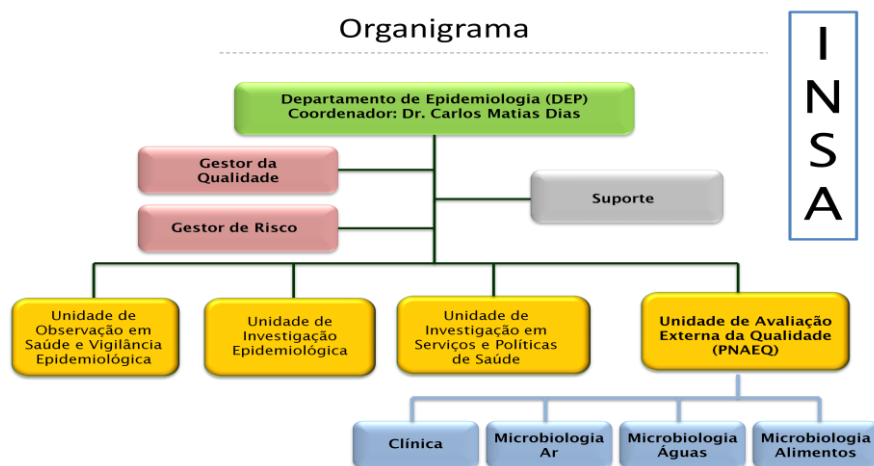 Organigrama
I
N
S
A
Departamento de Epidemiologia (DEP)
Coordenador: Dr. Carlos Matias Dias
Gestor da
Qualidade
Suporte
Gestor de Risco
Unidade de
Observação em
Saúde e Vigilância
Epidemiológica
Unidade de
Investigação
Epidemiológica
Unidade de
Investigação em
Serviços e Políticas
de Saúde
Unidade de Avaliação
Externa da Qualidade
(PNAEQ)
Clínica
Microbiologia
Ar
Microbiologia
Águas
Microbiologia
Alimentos